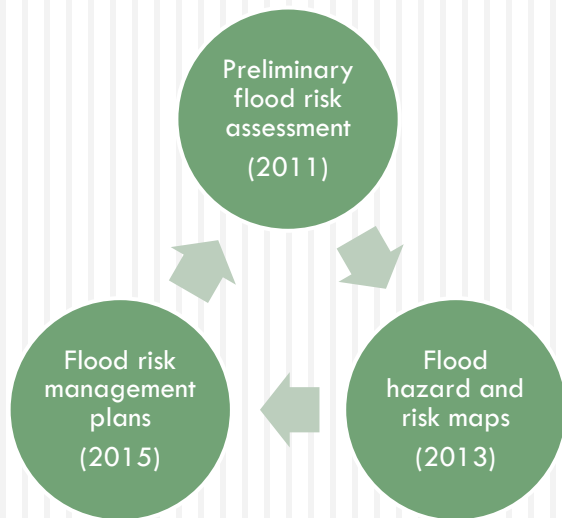 Preliminary
flood risk
assessment
(2011)
Flood
hazard and
risk maps
(2013)
Flood risk
management
plans
(2015)